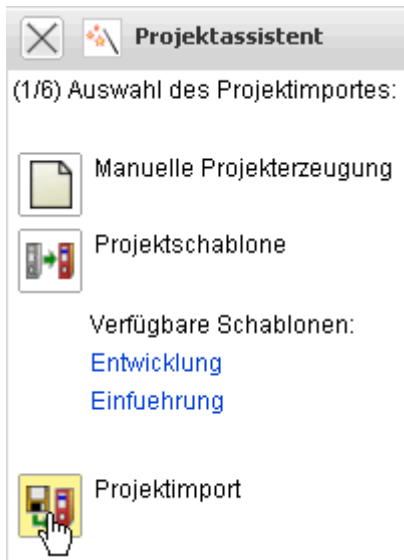 Projektassistent
(1/6) Auswahl des Projektimportes:
Manuelle Projekterzeugung
Projektschablone
Verfügbare Schablonen:
Entwicklung
Einfuehrung
Projektimport